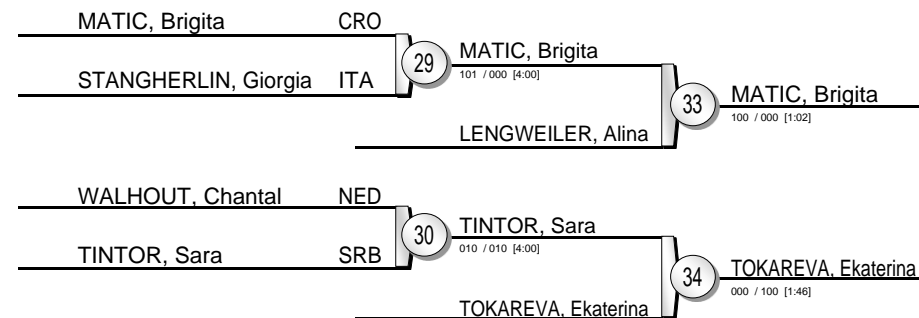 MATIC, Brigita CRO
STANGHERLIN, Giorgia ITA
29
MATIC, Brigita
101 / 000 [4:00]
LENGWEILER, Alina
33
MATIC, Brigita
100 / 000 [1:02]
WALHOUT, Chantal NED
TINTOR, Sara SRB
30
TINTOR, Sara
010 / 010 [4:00]
TOKAREVA, Ekaterina
34
TOKAREVA, Ekaterina
000 / 100 [1:46]